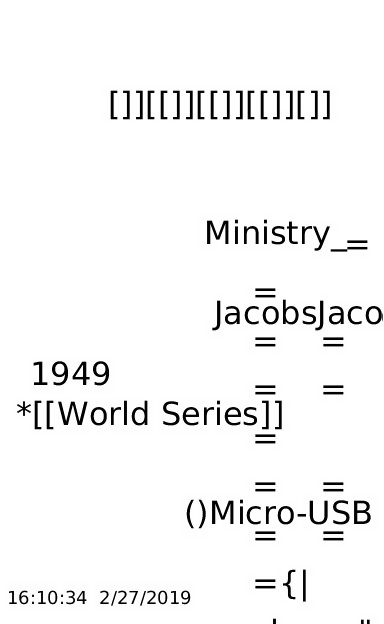 []][[]][[]][[]][]]
Ministry_=
=
JacobsJaco
= =
1949
= =
*[[World Series]]
=
= =
()Micro-USB
= =
={|
16:10:34 2/27/2019